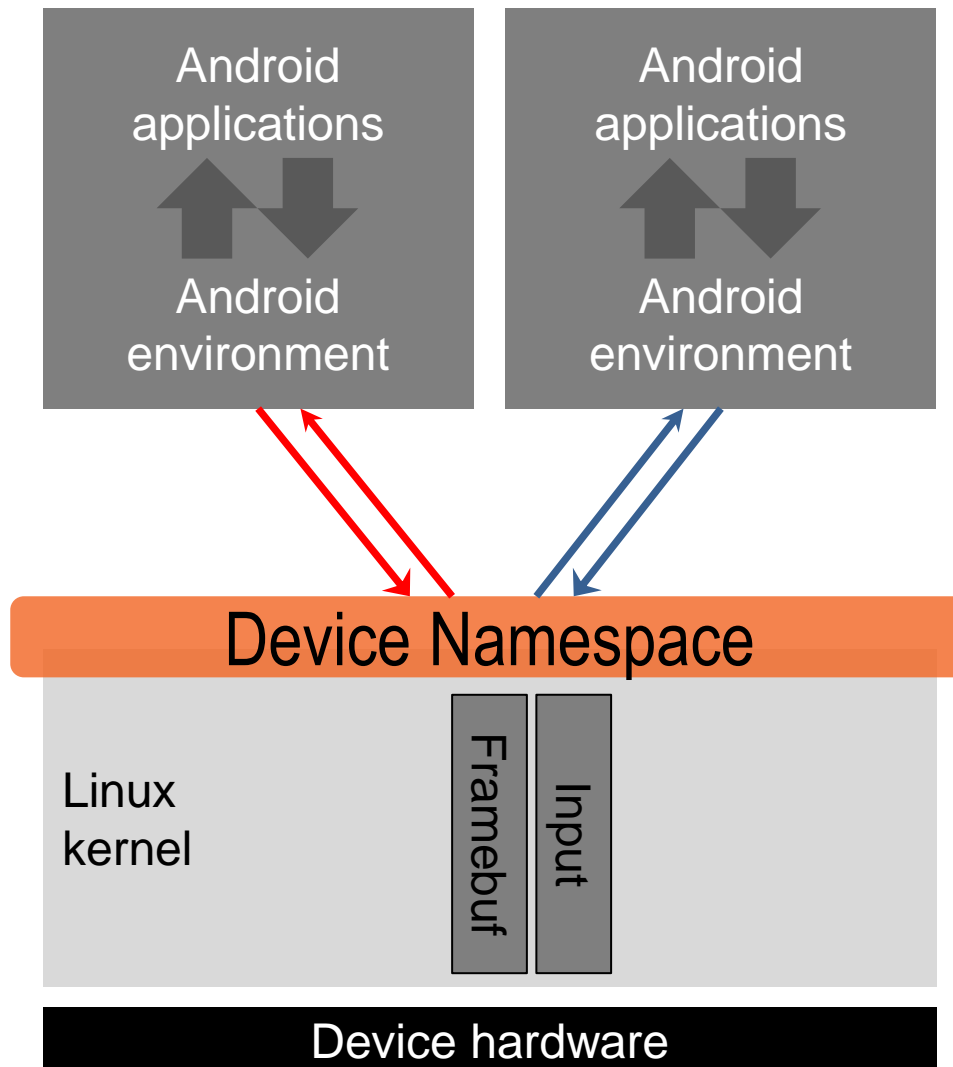 Android
applications
Android
environment
Android
applications
Android
environment
Device Namespace
Linux
kernel
Framebuf
Input
Device hardware